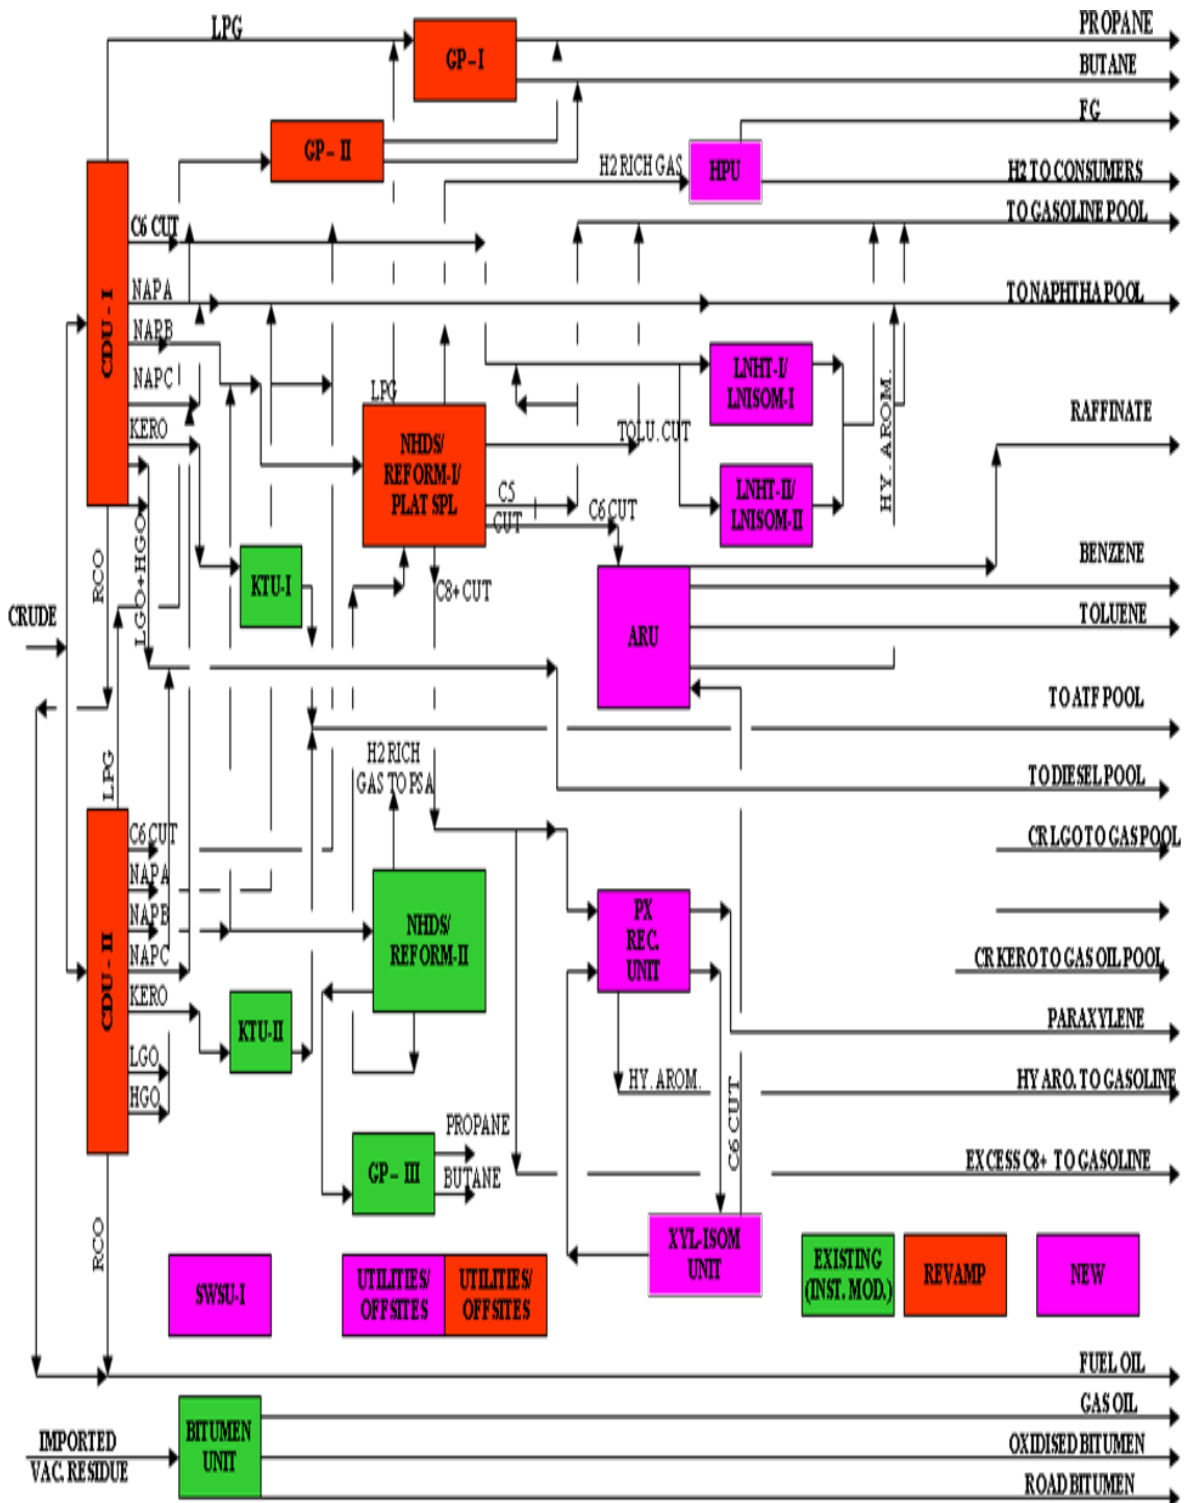 LPG
PROPANE
GP–I
BUTANE
FG
GP– II
H2 RICH GAS
HPU
H2 TO CONSUMERS
TO GASOLINE POOL
C6 CUT
CDU - I
NAPA
TO NAPHTHA POOL
NAPB
NAPC
LPG
LNHT-I/
LNISOM-I
HY. AROM.
RAFFINATE
KERO
NHDS/
REFORM-I/
PLAT SPL
TOLU. CUT
LNHT-II/
LNISOM-II
C5
CUT
C6 CUT
RCO
LGO+HGO
KTU-I
C8+ CUT
BENZENE
CRUDE
ARU
TOLUENE
TO ATF POOL
LPG
H2 RICH
GAS TO PSA
TO DIESEL POOL
C6 CUT
CR LGO TO GAS POOL
CDU - II
NAPA
NAPB
NHDS/
REFORM-II
PX
REC.
UNIT
NAPC
CR KERO TO GAS OIL POOL
KERO
KTU-II
PARAXYLENE
LGO
HGO
HY. AROM.
C6 CUT
HY ARO. TO GASOLINE
PROPANE
GP– III
BUTANE
EXCESS C8+ TO GASOLINE
RCO
SWSU-I
UTILITIES/
OFFSITES
UTILITIES/
OFFSITES
XYL-ISOM
UNIT
EXISTING
(INST. MOD.)
REVAMP
NEW
FUEL OIL
GAS OIL
BITUMEN
UNIT
IMPORTED
VAC. RESIDUE
OXIDISED BITUMEN
ROAD BITUMEN